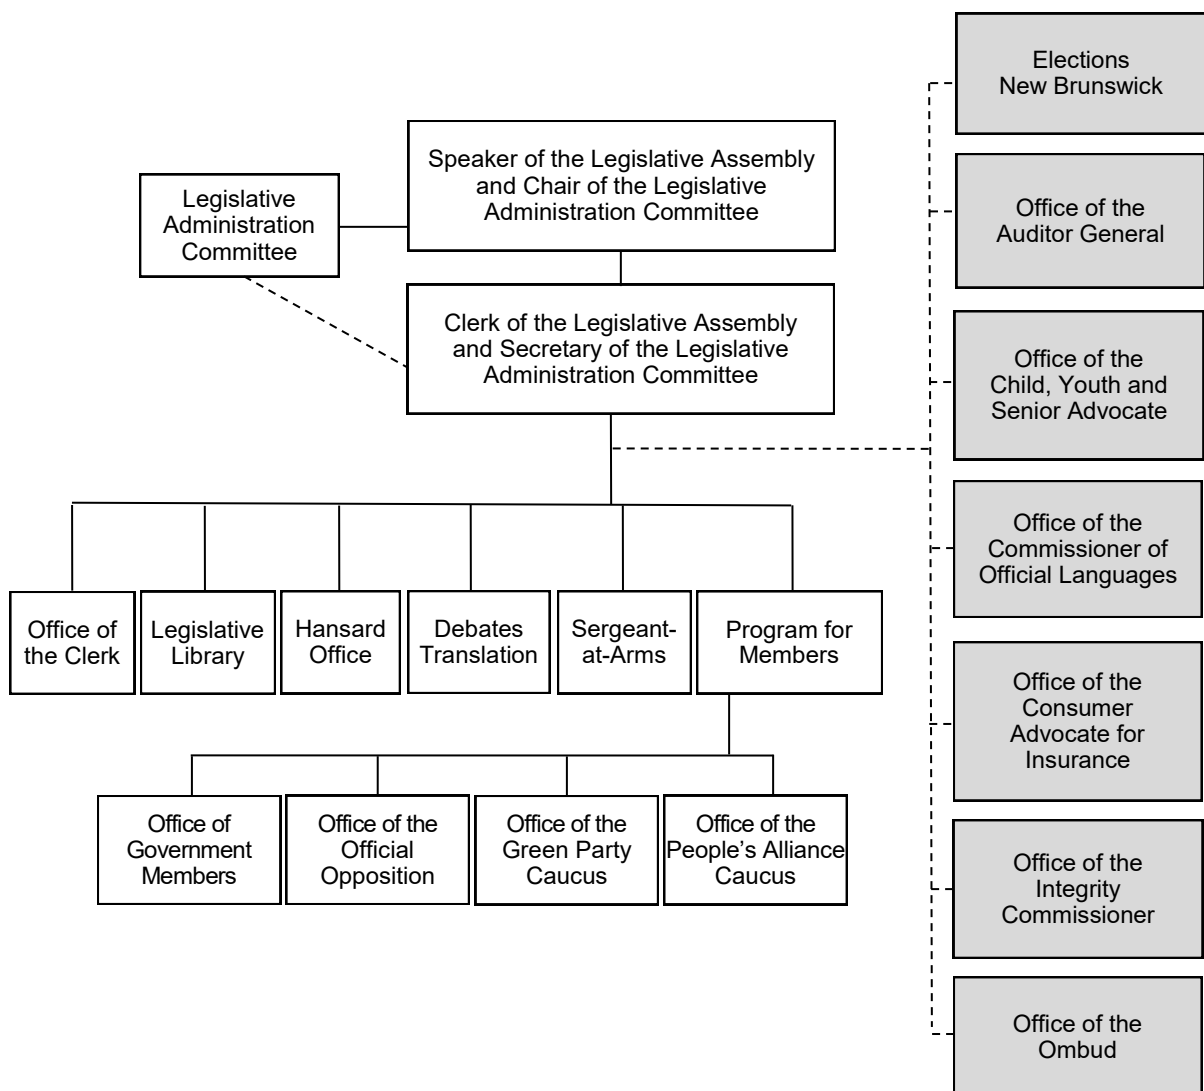 Elections
New Brunswick
Speaker of the Legislative Assembly
and Chair of the Legislative
Administration Committee
Legislative
Administration
Committee
Office of the
Auditor General
Clerk of the Legislative Assembly
and Secretary of the Legislative
Administration Committee
Office of the
Child, Youth and
Senior Advocate
Office of the
Commissioner of
Official Languages
Office of
the Clerk
Legislative
Library
Hansard
Office
Debates
Translation
Sergeant-
at-Arms
Program for
Members
Office of the
Consumer
Advocate for
Insurance
Office of
Government
Members
Office of the
Official
Opposition
Office of the
Green Party
Caucus
Office of the
People’s Alliance
Caucus
Office of the
Integrity
Commissioner
Office of the
Ombud